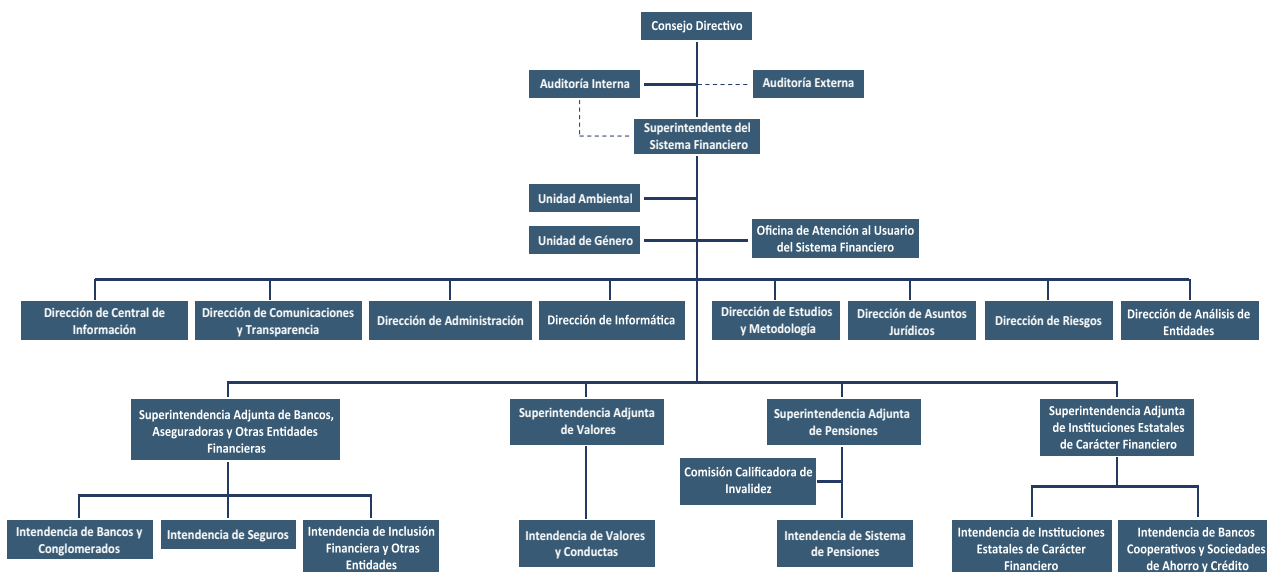 Consejo Directivo
Auditoría Interna
Auditoría Externa
Superintendente del
Sistema Financiero
Unidad Ambiental
Unidad de Género
Oficina de Atención al Usuario
del Sistema Financiero
Dirección de Central de
Información
Dirección de Comunicaciones
y Transparencia
Dirección de Administración
Dirección de Informática
Dirección de Estudios
y Metodología
Dirección de Asuntos
Jurídicos
Dirección de Riesgos
Dirección de Análisis de
Entidades
Superintendencia Adjunta de Bancos,
Aseguradoras y Otras Entidades
Financieras
Superintendencia Adjunta
de Valores
Superintendencia Adjunta
de Pensiones
Superintendencia Adjunta
de Instituciones Estatales
de Carácter Financiero
Comisión Calificadora de
Invalidez
Intendencia de Bancos y
Conglomerados
Intendencia de Seguros
Intendencia de Inclusión
Financiera y Otras
Entidades
Intendencia de Valores
y Conductas
Intendencia de Sistema
de Pensiones
Intendencia de Instituciones
Estatales de Carácter
Financiero
Intendencia de Bancos
Cooperativos y Sociedades
de Ahorro y Crédito